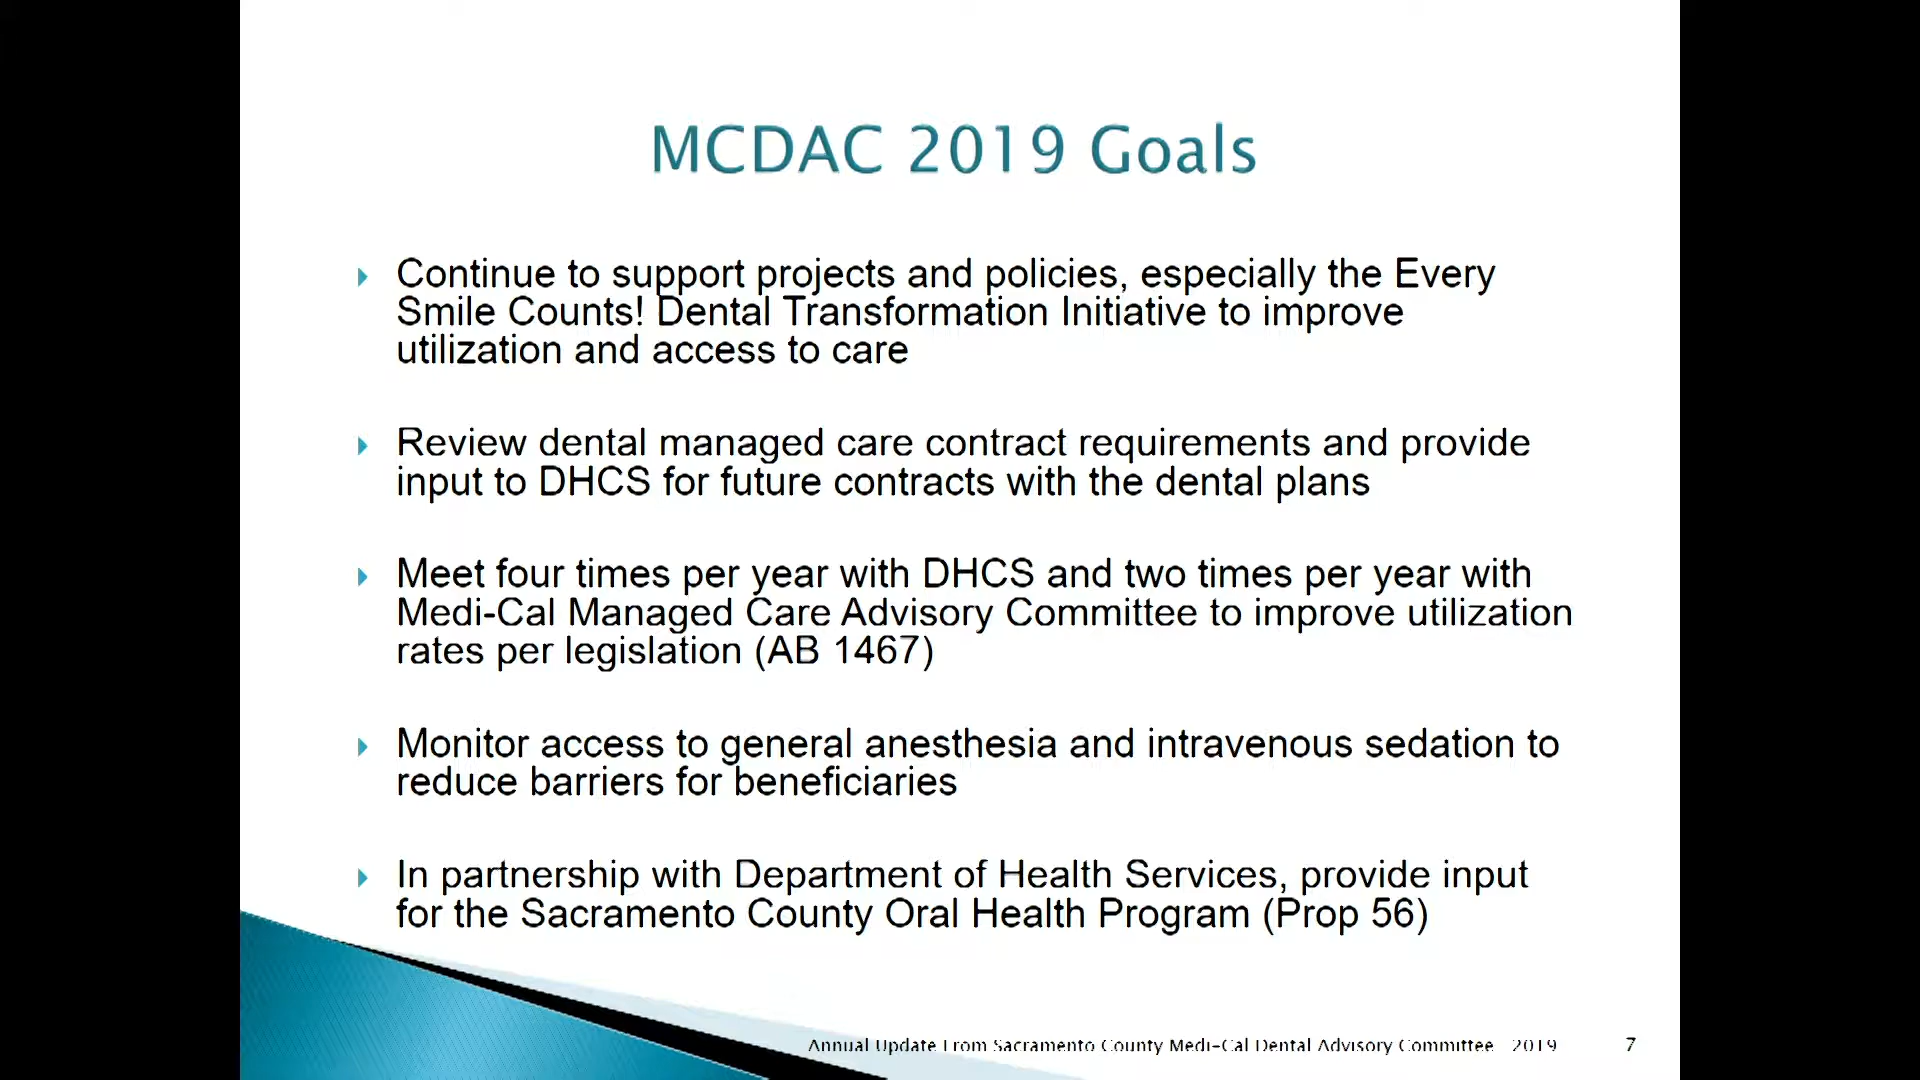 MCDAC 2019 Goals
Continue to support projects and policies, especially the Every
Smile Counts! Dental Transformation Initiative to improve
utilization and access to care
Review dental managed care contract requirements and provide
input to DHCS for future contracts with the dental plans
Meet four times per year with DHCS and two times per year with
Medi-Cal Managed Care Advisory Committee to improve utilization
rates per legislation (AB 1467)
Monitor access to general anesthesia and intravenous sedation to
reduce barriers for beneficiaries
In partnership with Department of Health Services, provide input
for the Sacramento County Oral Health Program (Prop 56)
Annual Update From Sacramento County Medi-Cal Dental Advisory Committee 2019 7